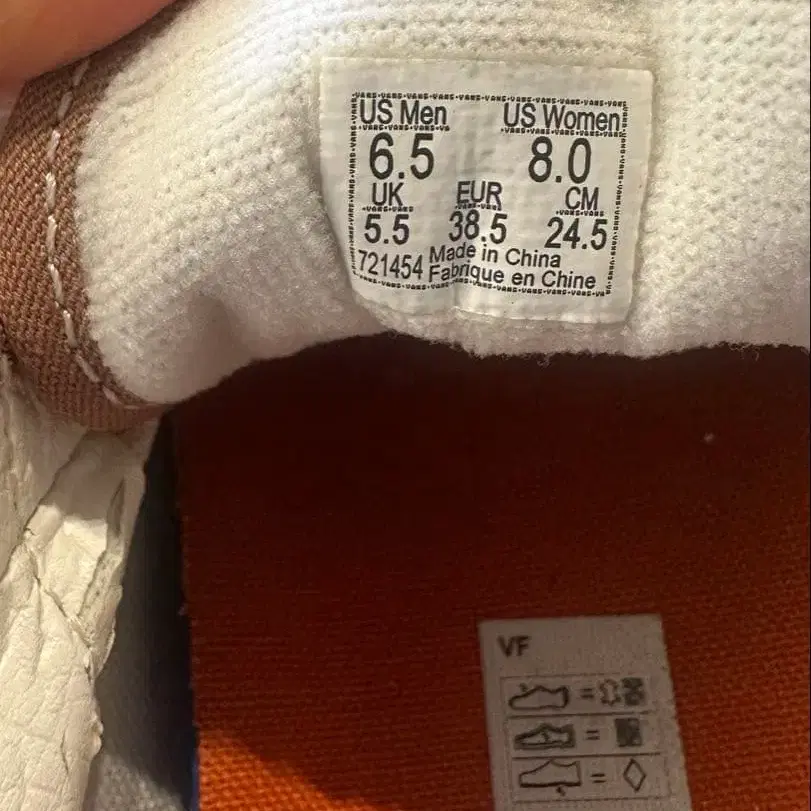 US Men US Women
6.5 8.0
UK EUR CM
5.5 38.5 24.5
721454 Made in China
Fabrique en Chine
VF
= 
=
=